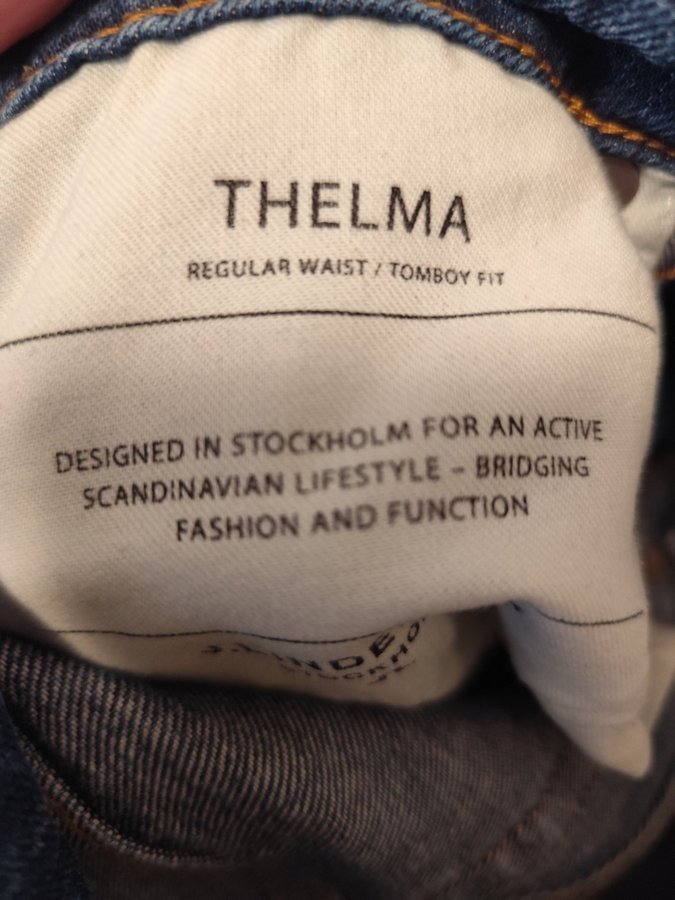 THELMA
REGULAR WAIST / TOMBOY FIT
DESIGNED IN STOCKHOLM FOR AN ACTIVE
SCANDINAVIAN LIFESTYLE – BRIDGING
FASHION AND FUNCTION